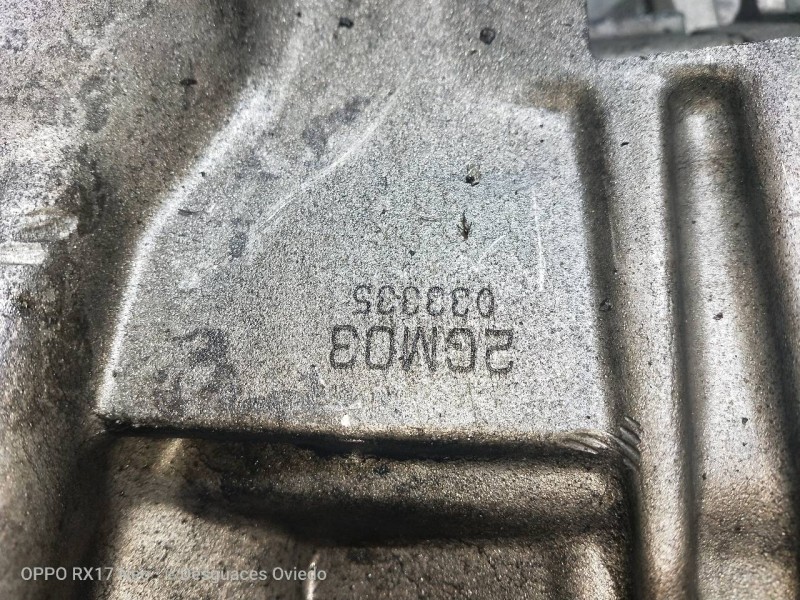 2GM03
033335
OPPO RX17 Desguaces Oviedo